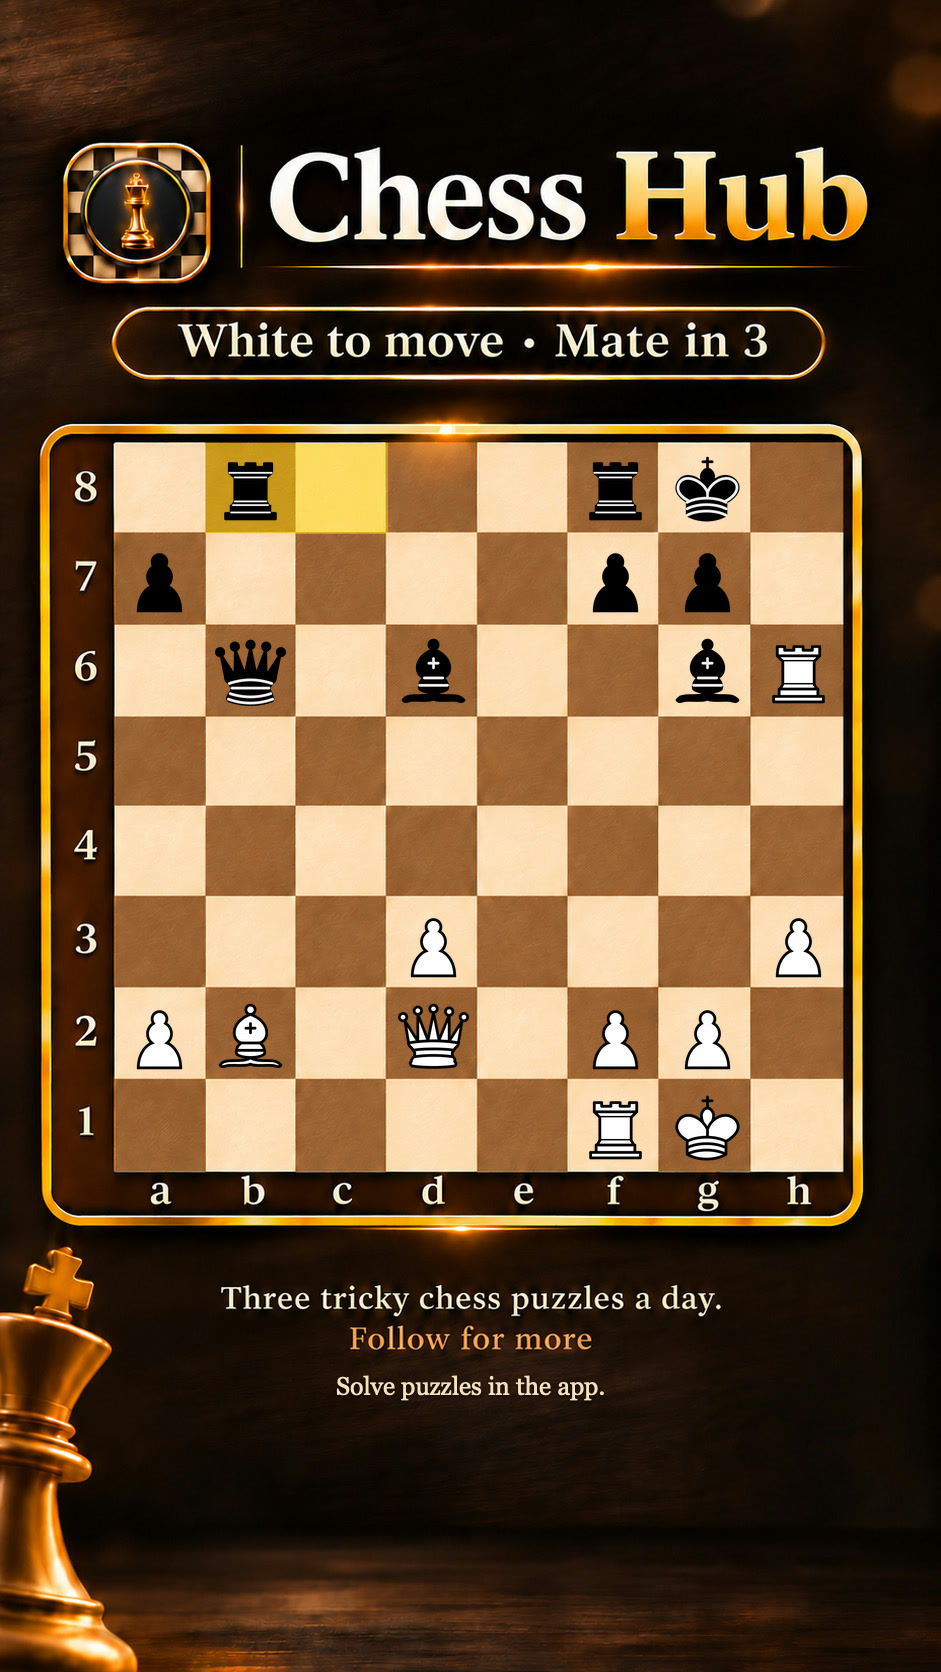 Chess Hub
White to move • Mate in 3
8
7
6
5
4
3
2
1
a b c d e f g h
Three tricky chess puzzles a day.
Follow for more
Solve puzzles in the app.